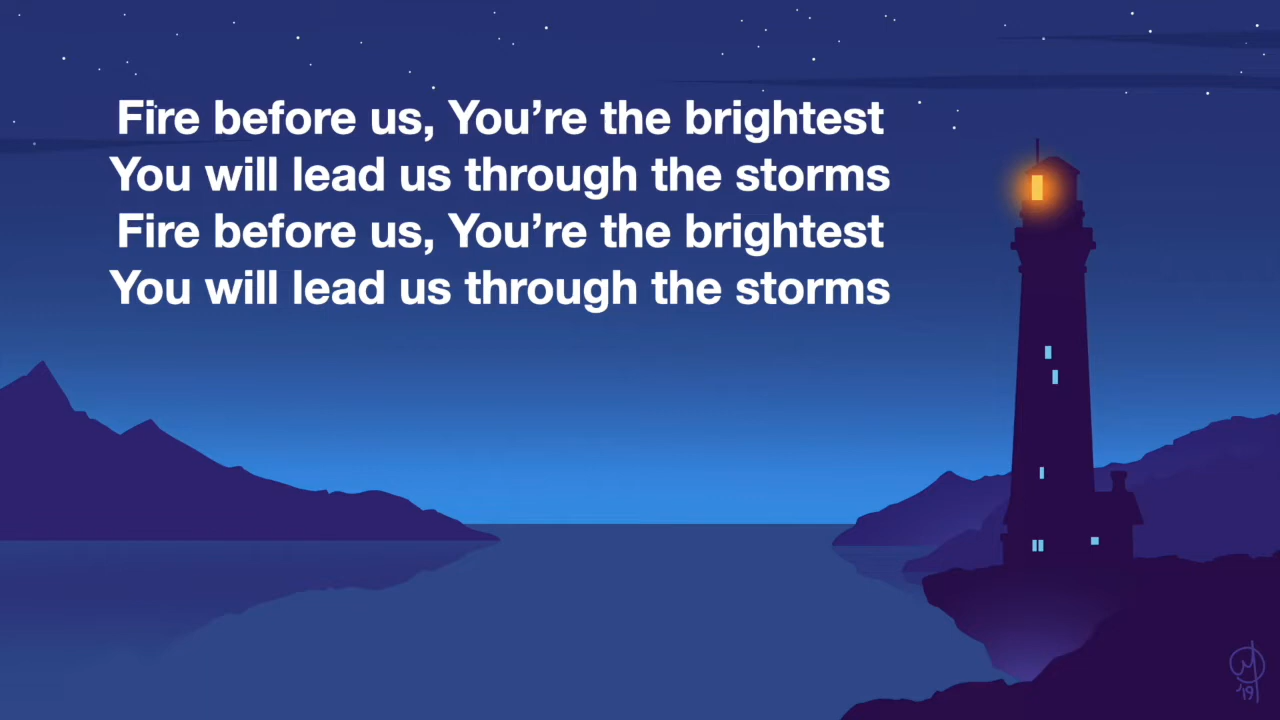 Fire before us, You’re the brightest
You will lead us through the storms
Fire before us, You’re the brightest
You will lead us through the storms
'19